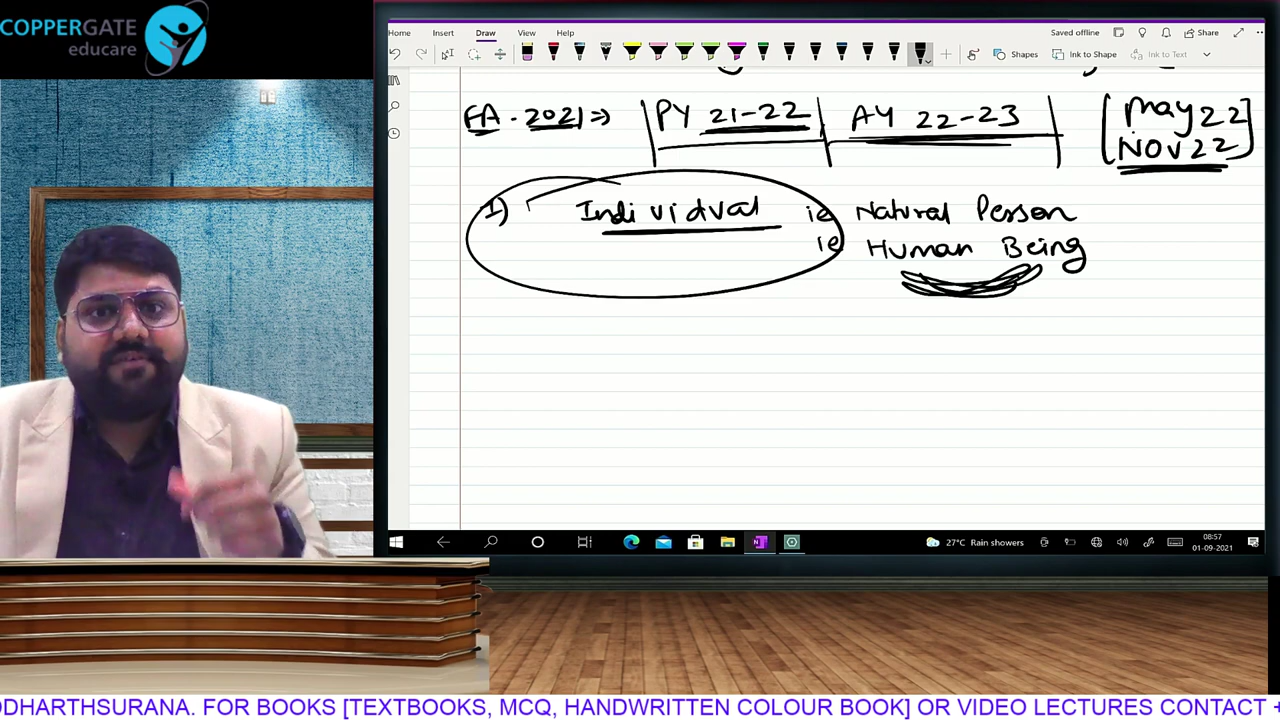 COPPERGATE
educare
Home Insert Draw View Help
Saved offline
Share
Shapes
Ink to Shape
Ink to Text
FA - 2021 => PY 21-22 AY 22-23 [May 22
NOV 22]
1) Individual ie Natural Person
ie Human Being
27°C Rain showers
08:57
01-09-2021
DDHARTHSURANA. FOR BOOKS [TEXTBOOKS, MCQ, HANDWRITTEN COLOUR BOOK] OR VIDEO LECTURES CONTACT +